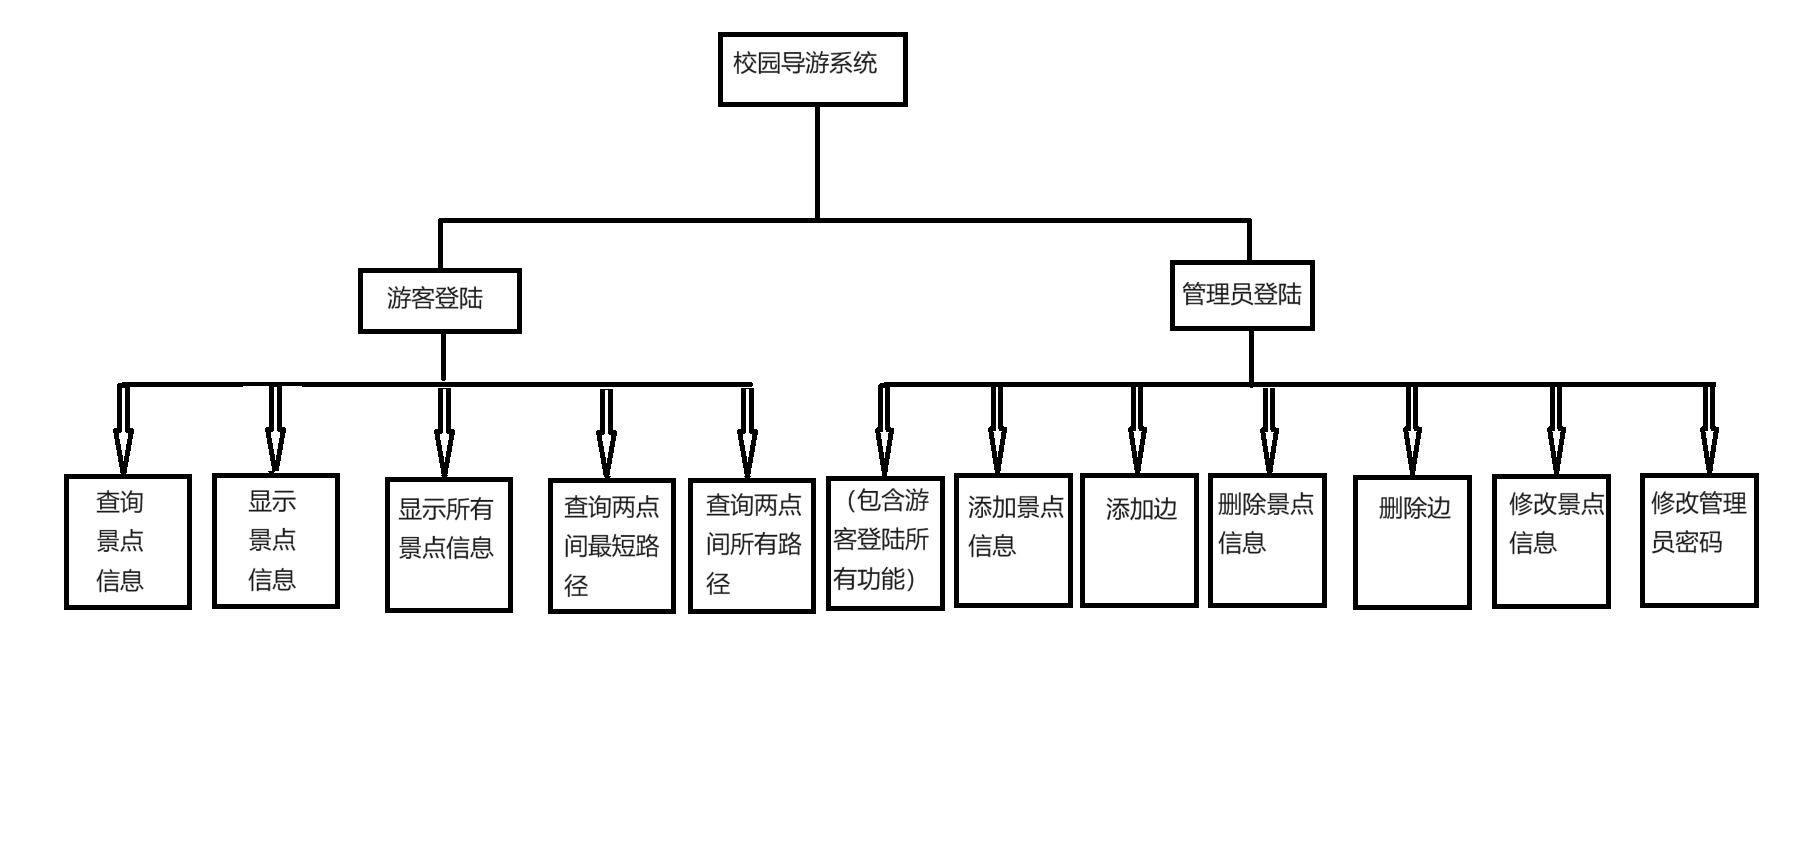 校园导游系统
游客登陆
管理员登陆
查询
景点
信息
显示
景点
信息
显示所有
景点信息
查询两点
间最短路
径
查询两点
间所有路
径
（包含游
客登陆所
有功能）
添加景点
信息
添加边
删除景点
信息
删除边
修改景点
信息
修改管理
员密码